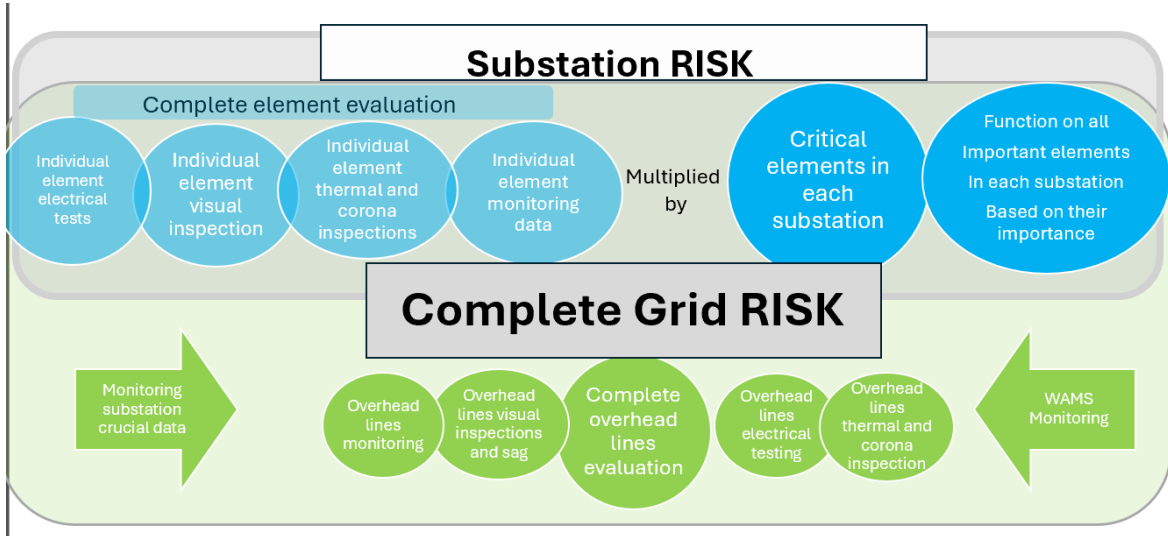 Substation RISK
Complete element evaluation
Individual
element
electrical
tests
Individual
element
visual
inspection
Individual
element
thermal and
corona
inspections
Individual
element
monitoring
data
Multiplied
by
Critical
elements in
each
substation
Function on all
Important elements
In each substation
Based on their
importance
Complete Grid RISK
Monitoring
substation
crucial data
Overhead
lines
monitoring
Overhead
lines visual
inspections
and sag
Complete
overhead
lines
evaluation
Overhead
lines
electrical
testing
Overhead
lines
thermal and
corona
inspection
WAMS
Monitoring